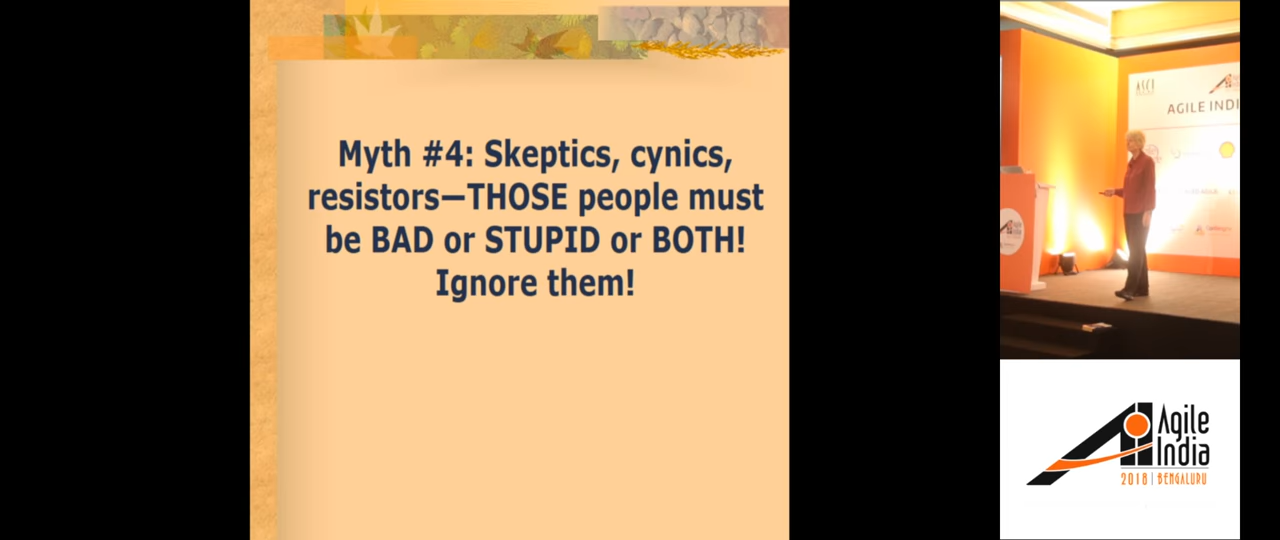 Myth #4: Skeptics, cynics,
resistors—THOSE people must
be BAD or STUPID or BOTH!
Ignore them!
ASCI
AGILE INDI
Agile
India
2018 | BENGALURU